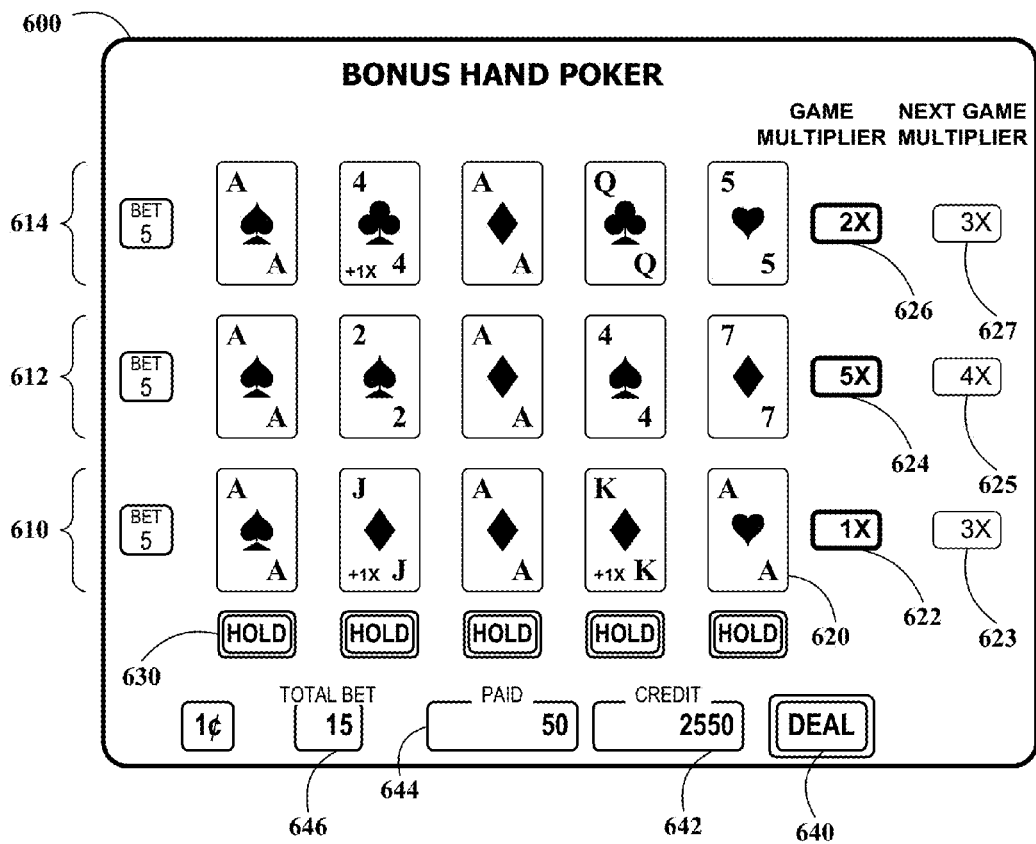 600
BONUS HAND POKER
GAME MULTIPLIER
NEXT GAME MULTIPLIER
614
BET 5
A A
4 +1X 4
A A
Q Q
5 5
2X
3X
626
627
612
BET 5
A A
2 2
A A
4 4
7 7
5X
4X
624
625
610
BET 5
A A
J +1X J
A A
K +1X K
A A
1X
3X
620
622
623
630
HOLD HOLD HOLD HOLD HOLD
TOTAL BET PAID CREDIT
1¢ 15 50 2550 DEAL
644
646 642 640